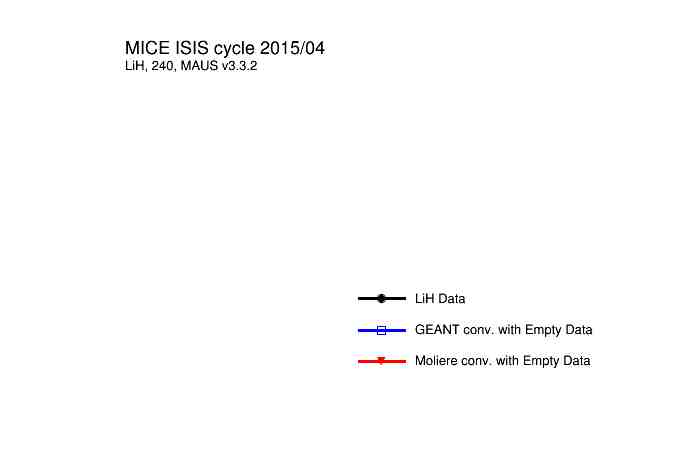 MICE ISIS cycle 2015/04
LiH, 240, MAUS v3.3.2
LiH Data
GEANT conv. with Empty Data
Moliere conv. with Empty Data